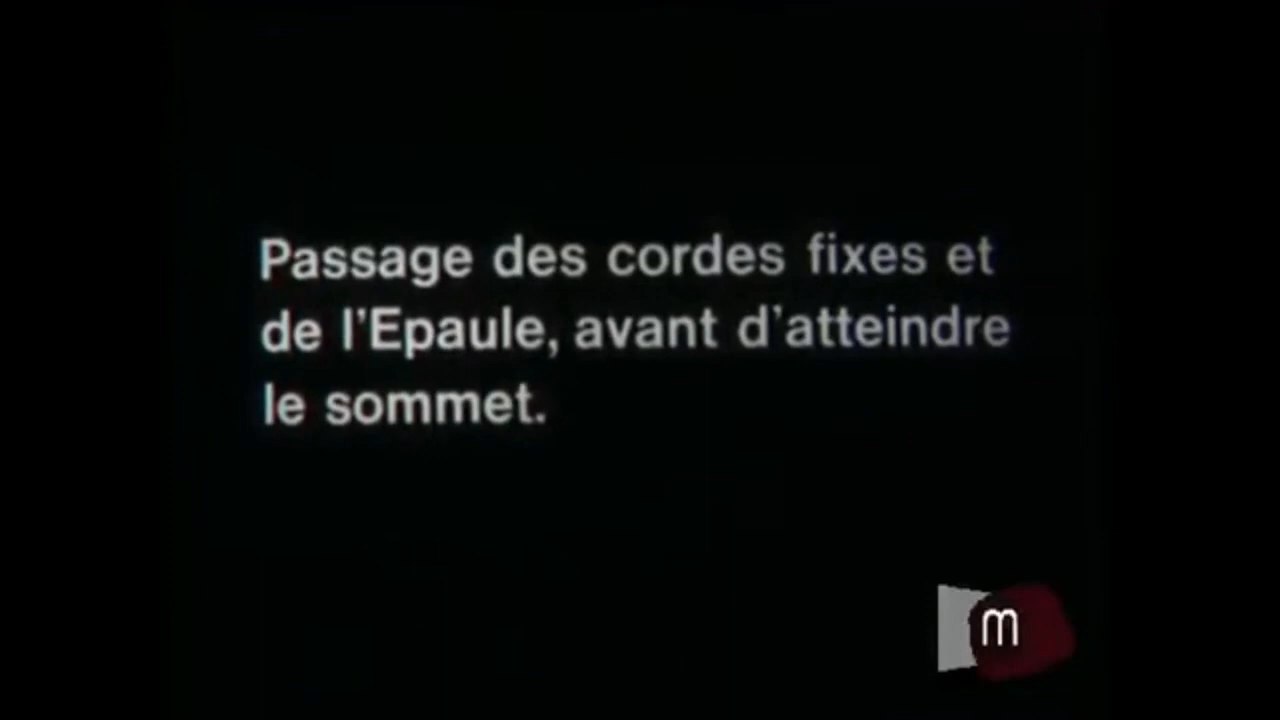 Passage des cordes fixes et
de l'Epaule, avant d'atteindre
le sommet.
m